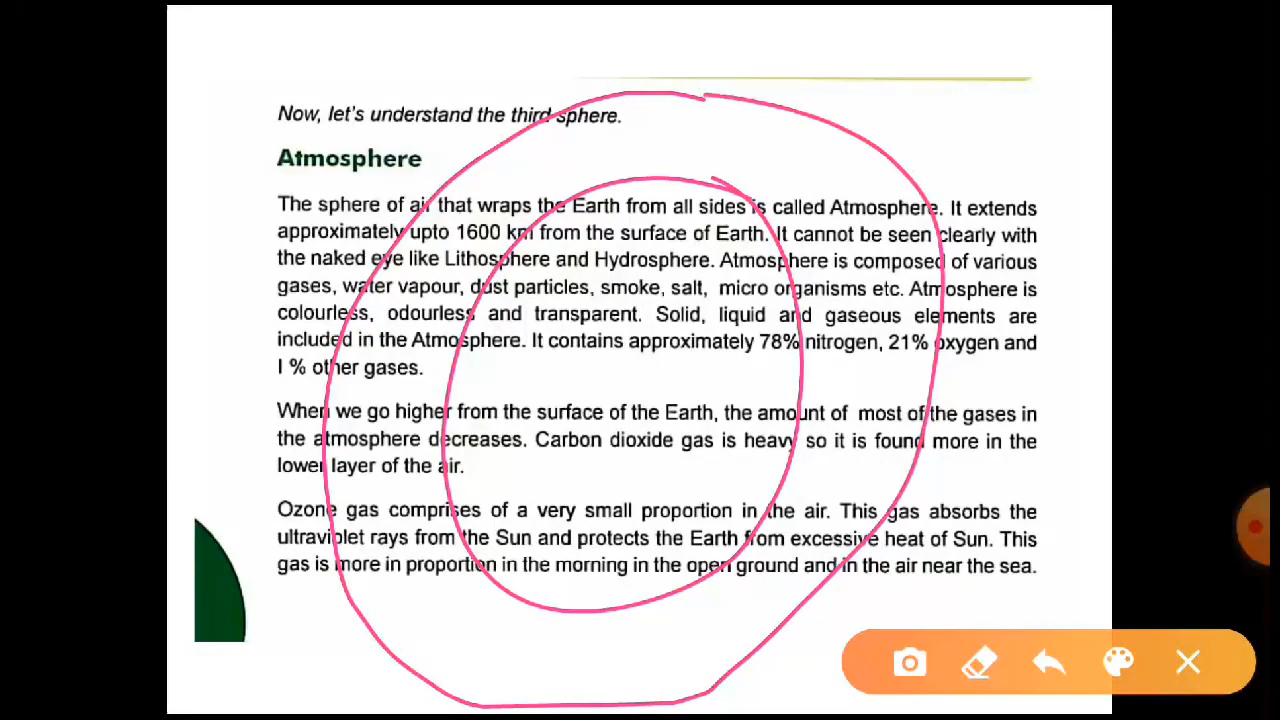 Now, let's understand the third sphere.
Atmosphere
The sphere of air that wraps the Earth from all sides is called Atmosphere. It extends
approximately upto 1600 km from the surface of Earth. It cannot be seen clearly with
the naked eye like Lithosphere and Hydrosphere. Atmosphere is composed of various
gases, water vapour, dust particles, smoke, salt, micro organisms etc. Atmosphere is
colourless, odourless and transparent. Solid, liquid and gaseous elements are
included in the Atmosphere. It contains approximately 78% nitrogen, 21% oxygen and
I % other gases.
When we go higher from the surface of the Earth, the amount of most of the gases in
the atmosphere decreases. Carbon dioxide gas is heavy so it is found more in the
lower layer of the air.
Ozone gas comprises of a very small proportion in the air. This gas absorbs the
ultraviolet rays from the Sun and protects the Earth from excessive heat of Sun. This
gas is more in proportion in the morning in the open ground and in the air near the sea.